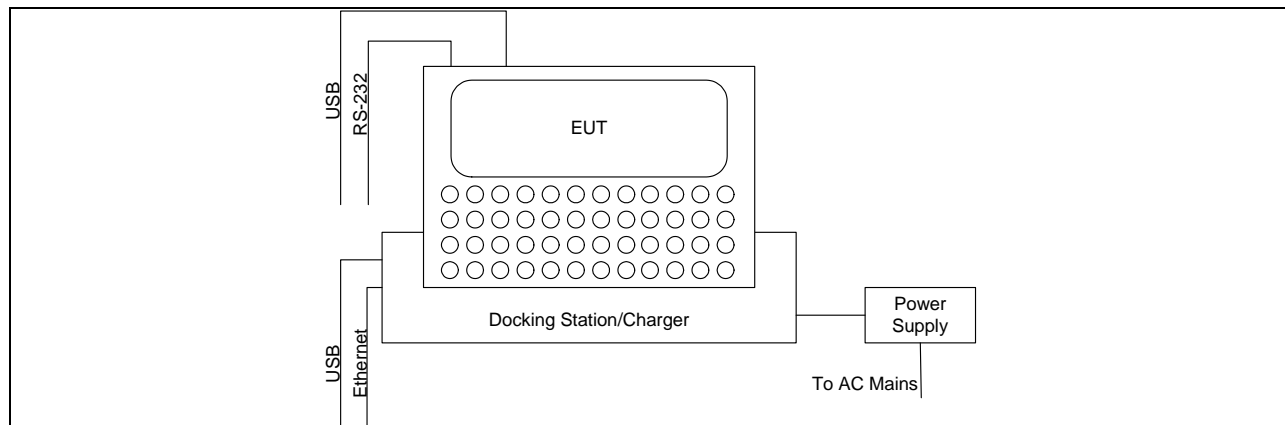 USB
RS-232
EUT
Docking Station/Charger
USB
Ethernet
Power
Supply
To AC Mains